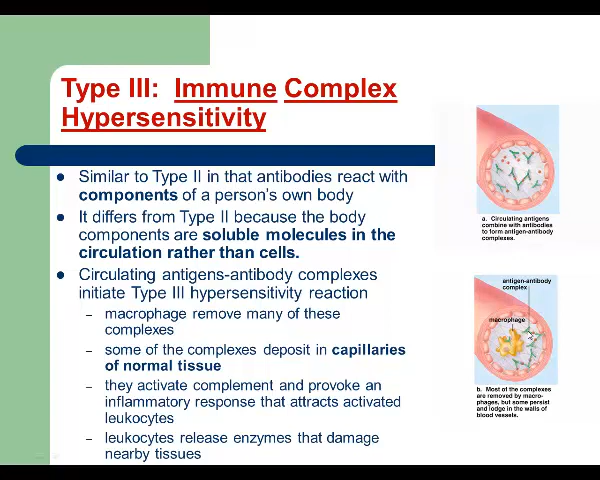 Type III: Immune Complex
Hypersensitivity
Similar to Type II in that antibodies react with
components of a person's own body
It differs from Type II because the body
components are soluble molecules in the
circulation rather than cells.
Circulating antigens-antibody complexes
initiate Type III hypersensitivity reaction
– macrophage remove many of these
complexes
– some of the complexes deposit in capillaries
of normal tissue
– they activate complement and provoke an
inflammatory response that attracts activated
leukocytes
– leukocytes release enzymes that damage
nearby tissues
a. Circulating antigens
combine with antibodies
to form antigen-antibody
complexes.
antigen-antibody
complex
macrophage
b. Most of the complexes
are removed by macro-
phages, but some persist
and lodge in the walls of
blood vessels.